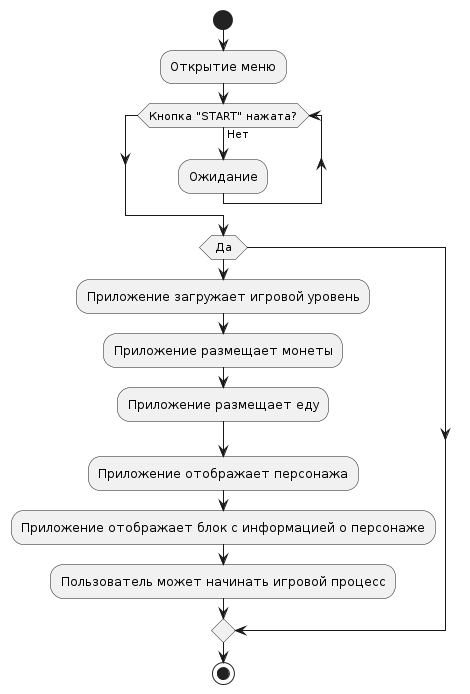 Открытие меню
Кнопка "START" нажата?
Нет
Ожидание
Да
Приложение загружает игровой уровень
Приложение размещает монеты
Приложение размещает еду
Приложение отображает персонажа
Приложение отображает блок с информацией о персонаже
Пользователь может начинать игровой процесс